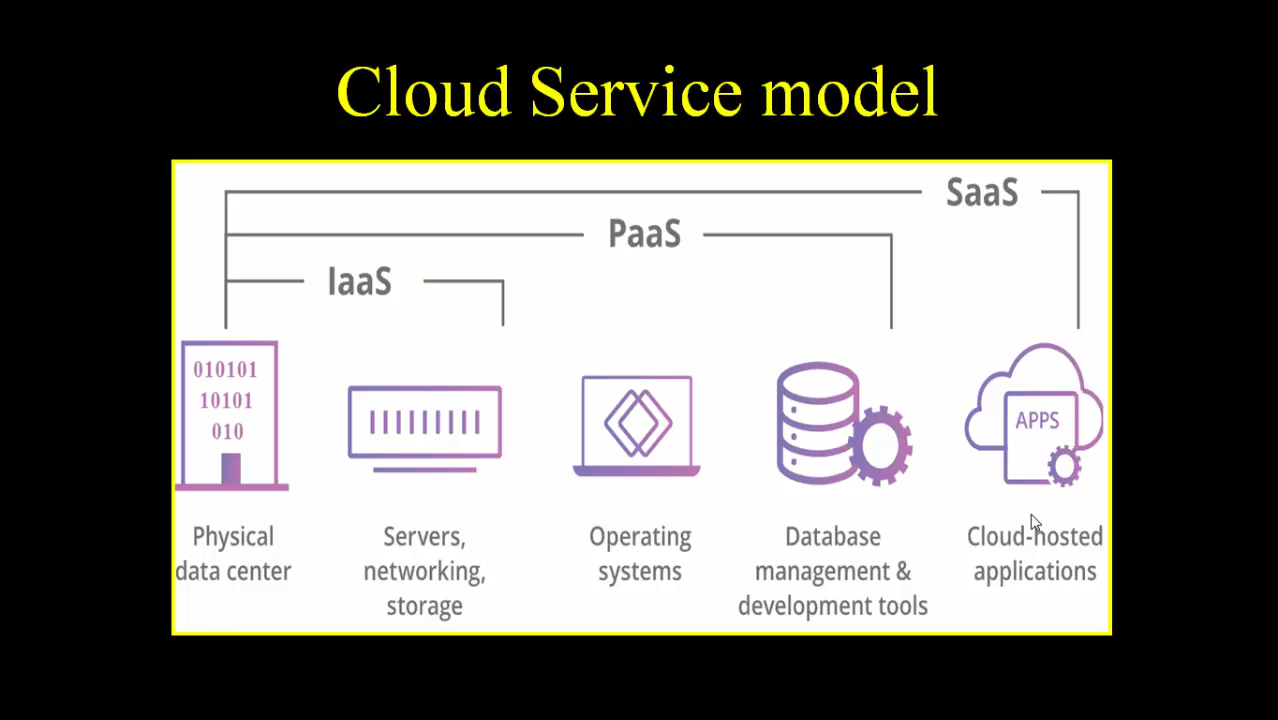 Cloud Service model
SaaS
PaaS
IaaS
010101
10101
010
APPS
Physical
data center
Servers,
networking,
storage
Operating
systems
Database
management &
development tools
Cloud-hosted
applications